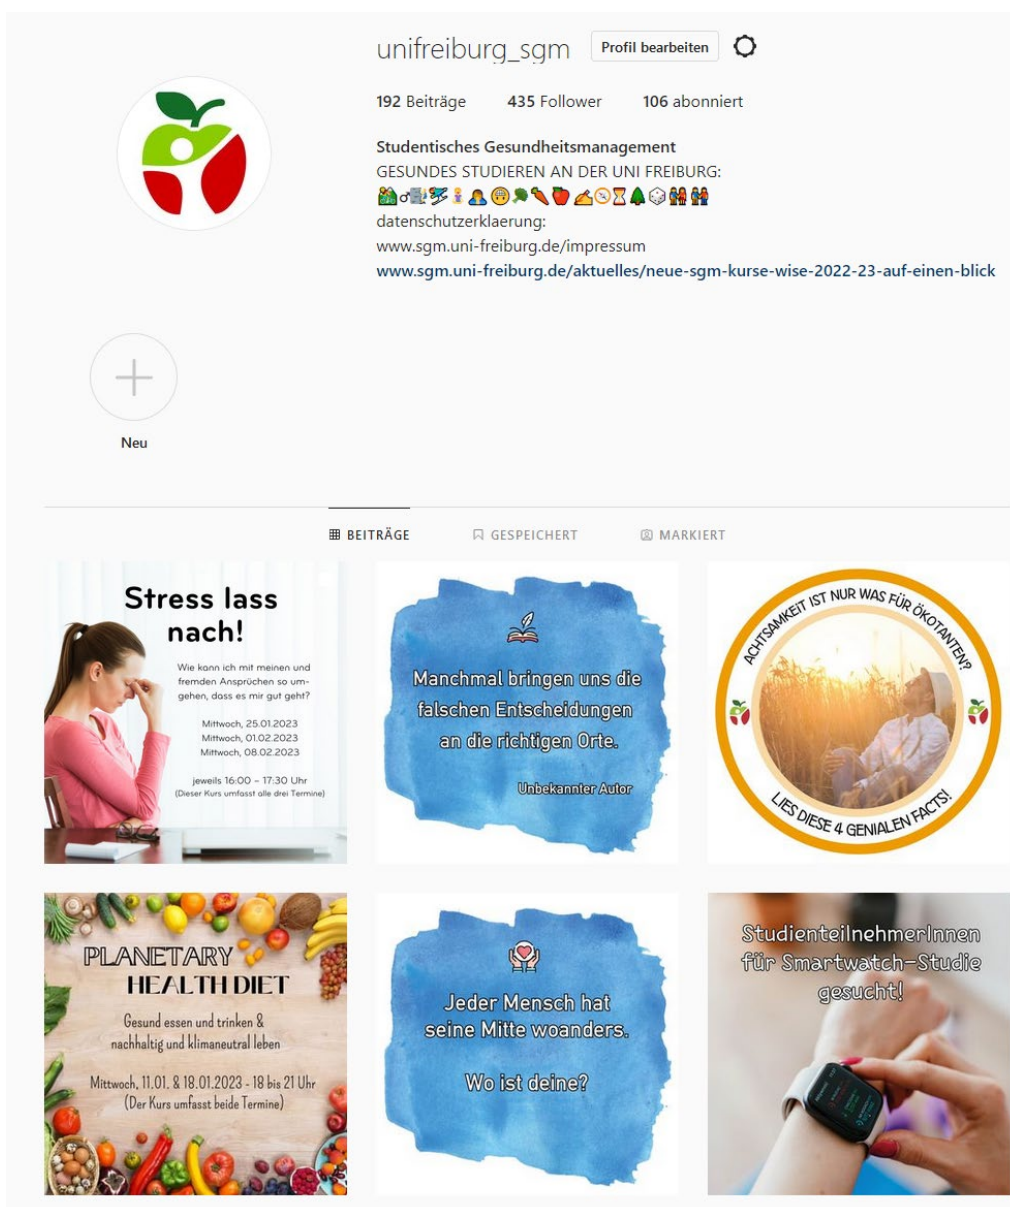 unifreiburg_sgm Profil bearbeiten
192 Beiträge 435 Follower 106 abonniert
Studentisches Gesundheitsmanagement
GESUNDES STUDIEREN AN DER UNI FREIBURG:
datenschutzerklaerung:
www.sgm.uni-freiburg.de/impressum
www.sgm.uni-freiburg.de/aktuelles/neue-sgm-kurse-wise-2022-23-auf-einen-blick
Neu
BEITRÄGE GESPEICHERT MARKIERT
Stress lass
nach!
Wie kann ich mit meinen und
fremden Ansprüchen so um-
gehen, dass es mir gut geht?
Mittwoch, 25.01.2023
Mittwoch, 01.02.2023
Mittwoch, 08.02.2023
jeweils 16:00 – 17:30 Uhr
(Dieser Kurs umfasst alle drei Termine)
Manchmal bringen uns die
falschen Entscheidungen
an die richtigen Orte.
Unbekannter Autor
ACHTSAMKEIT IST NUR WAS FÜR ÖKOTANTEN?
LIES DIESE 4 GENIALEN FACTS!
PLANETARY
HEALTH DIET
Gesund essen und trinken &
nachhaltig und klimaneutral leben
Mittwoch, 11.01. & 18.01.2023 - 18 bis 21 Uhr
(Der Kurs umfasst beide Termine)
Jeder Mensch hat
seine Mitte woanders.
Wo ist deine?
StudienteilnehmerInnen
für Smartwatch-Studie
gesucht!